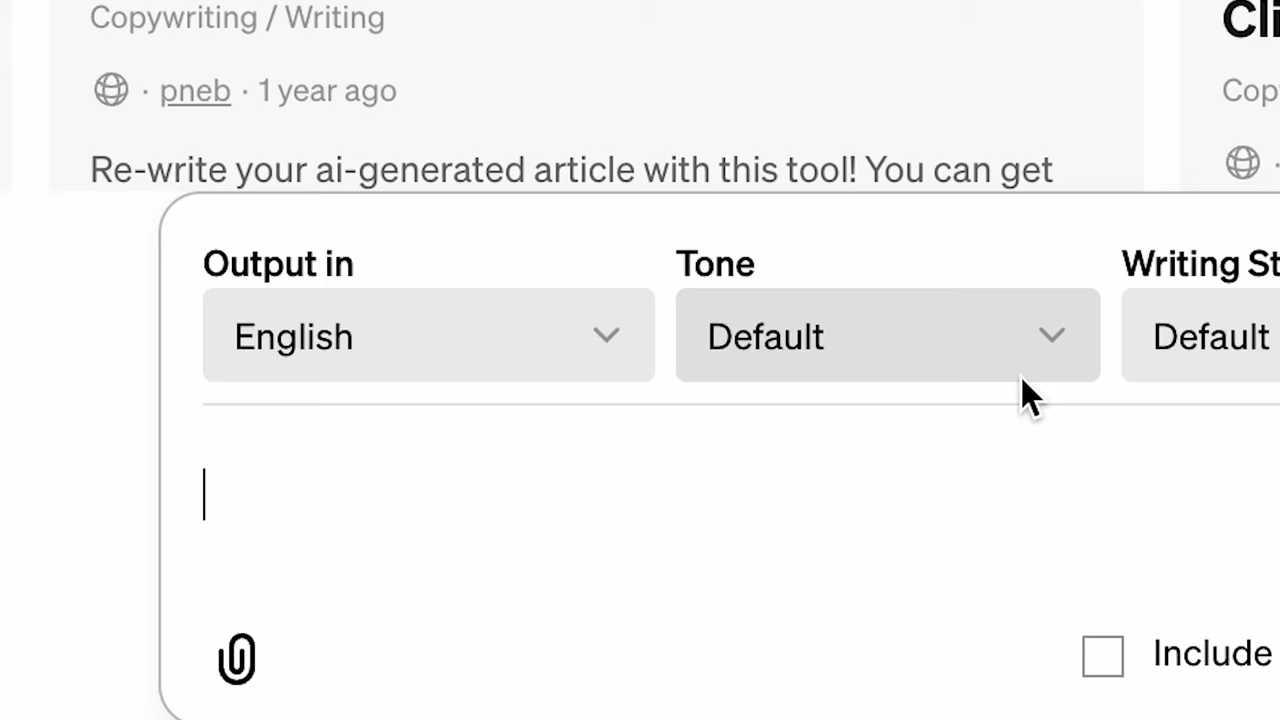 Copywriting / Writing
· pneb · 1 year ago
Re-write your ai-generated article with this tool! You can get
Output in
Tone
English
Default
Default
Include